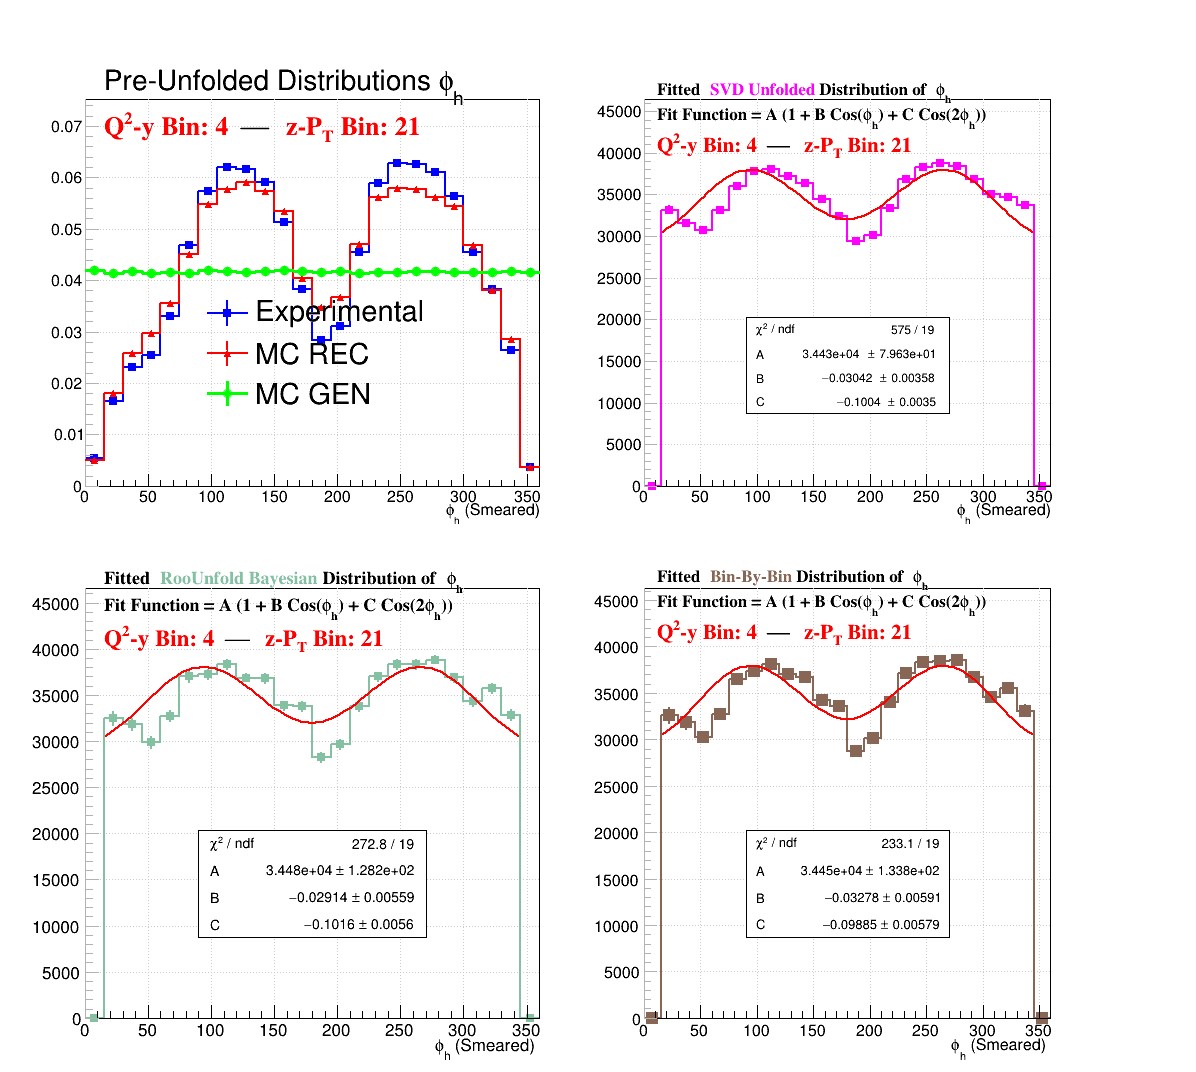 Pre-Unfolded Distributions ϕh
Q²-y Bin: 4 — z-PT Bin: 21
0.07
0.06
0.05
0.04
0.03
0.02
0.01
0
Experimental
MC REC
MC GEN
0 50 100 150 200 250 300 350
ϕh (Smeared)
Fitted SVD Unfolded Distribution of ϕh
Fit Function = A (1 + B Cos(ϕh) + C Cos(2ϕh))
Q²-y Bin: 4 — z-PT Bin: 21
45000
40000
35000
30000
25000
20000
15000
10000
5000
0
χ² / ndf 575 / 19
A 3.443e+04 ± 7.963e+01
B −0.03042 ± 0.00358
C −0.1004 ± 0.0035
0 50 100 150 200 250 300 350
ϕh (Smeared)
Fitted RooUnfold Bayesian Distribution of ϕh
Fit Function = A (1 + B Cos(ϕh) + C Cos(2ϕh))
Q²-y Bin: 4 — z-PT Bin: 21
45000
40000
35000
30000
25000
20000
15000
10000
5000
0
χ² / ndf 272.8 / 19
A 3.448e+04 ± 1.282e+02
B −0.02914 ± 0.00559
C −0.1016 ± 0.0056
0 50 100 150 200 250 300 350
ϕh (Smeared)
Fitted Bin-By-Bin Distribution of ϕh
Fit Function = A (1 + B Cos(ϕh) + C Cos(2ϕh))
Q²-y Bin: 4 — z-PT Bin: 21
45000
40000
35000
30000
25000
20000
15000
10000
5000
0
χ² / ndf 233.1 / 19
A 3.445e+04 ± 1.338e+02
B −0.03278 ± 0.00591
C −0.09885 ± 0.00579
0 50 100 150 200 250 300 350
ϕh (Smeared)